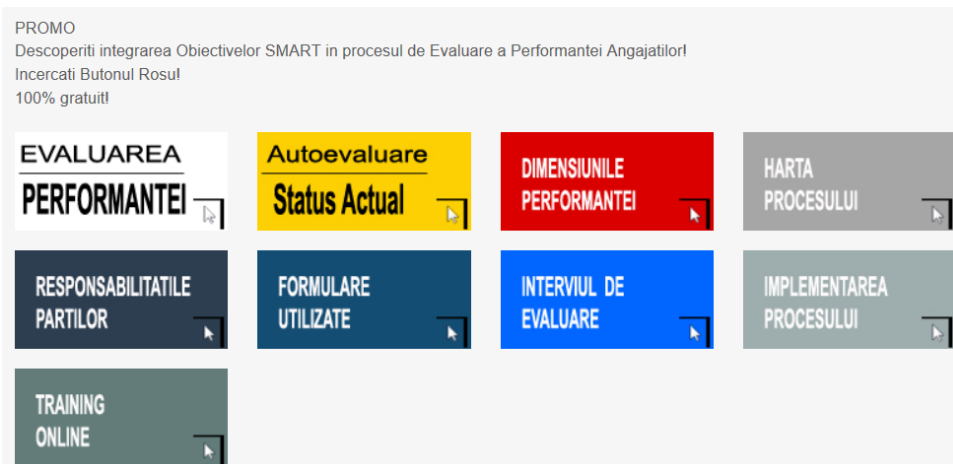 PROMO
Descoperiti integrarea Obiectivelor SMART in procesul de Evaluare a Performantei Angajatilor!
Incercati Butonul Rosu!
100% gratuit!
EVALUAREA
PERFORMANTEI
Autoevaluare
Status Actual
DIMENSIUNILE
PERFORMANTEI
HARTA
PROCESULUI
RESPONSABILITATILE
PARTILOR
FORMULARE
UTILIZATE
INTERVIUL DE
EVALUARE
IMPLEMENTAREA
PROCESULUI
TRAINING
ONLINE